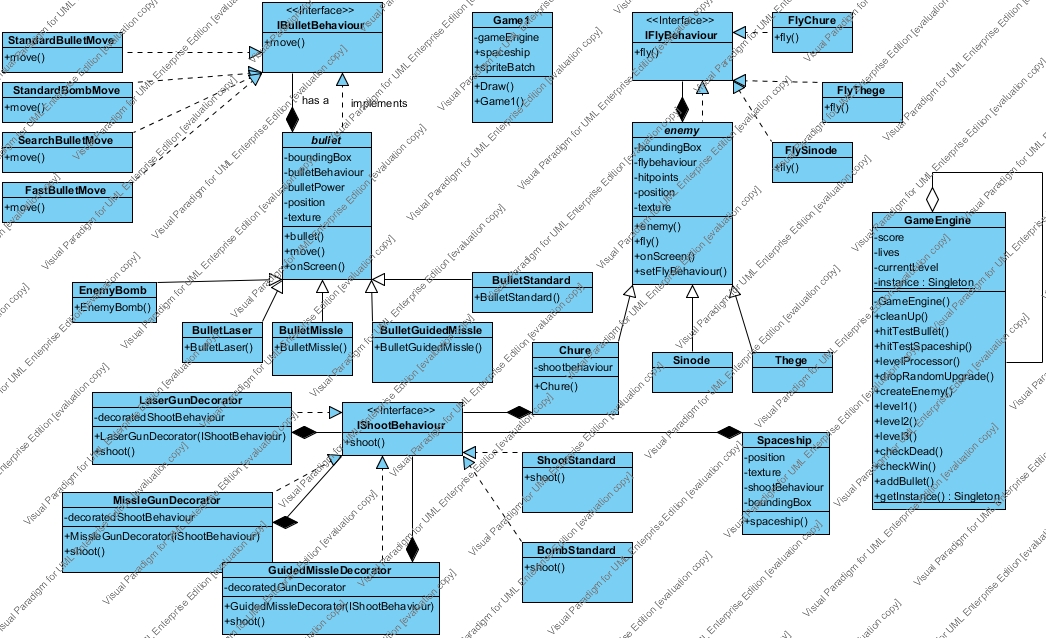 <<Interface>>
IBulletBehaviour
+move()
StandardBulletMove
+move()
StandardBombMove
+move()
SearchBulletMove
+move()
FastBulletMove
+move()
has a
implements
bullet
-boundingBox
-bulletBehaviour
-bulletPower
-position
-texture
+bullet()
+move()
+onScreen()
EnemyBomb
+EnemyBomb()
BulletLaser
+BulletLaser()
BulletMissle
+BulletMissle()
BulletGuidedMissle
+BulletGuidedMissle()
BulletStandard
+BulletStandard()
Game1
-gameEngine
+spaceship
+spriteBatch
+Draw()
+Game1()
<<Interface>>
IFlyBehaviour
+fly()
FlyChure
+fly()
FlyThege
+fly()
FlySinode
+fly()
enemy
-boundingBox
-flybehaviour
-hitpoints
-position
-texture
+enemy()
+fly()
+onScreen()
+setFlyBehaviour()
Chure
-shootbehaviour
+Chure()
Sinode
Thege
GameEngine
-score
-lives
-currentLevel
-instance : Singleton
-GameEngine()
+cleanUp()
+hitTestBullet()
+hitTestSpaceship()
+levelProcessor()
+dropRandomUpgrade()
+createEnemy()
+level1()
+level2()
+level3()
+checkDead()
+checkWin()
+addBullet()
+getInstance() : Singleton
LaserGunDecorator
-decoratedShootBehaviour
+LaserGunDecorator(IShootBehaviour)
+shoot()
<<Interface>>
IShootBehaviour
+shoot()
MissleGunDecorator
-decoratedShootBehaviour
+MissleGunDecorator(IShootBehaviour)
+shoot()
GuidedMissleDecorator
-decoratedGunDecorator
+GuidedMissleDecorator(IShootBehaviour)
+shoot()
ShootStandard
+shoot()
BombStandard
+shoot()
Spaceship
-position
-texture
-shootBehaviour
-boundingBox
+spaceship()
Visual Paradigm for UML Enterprise Edition [evaluation copy]